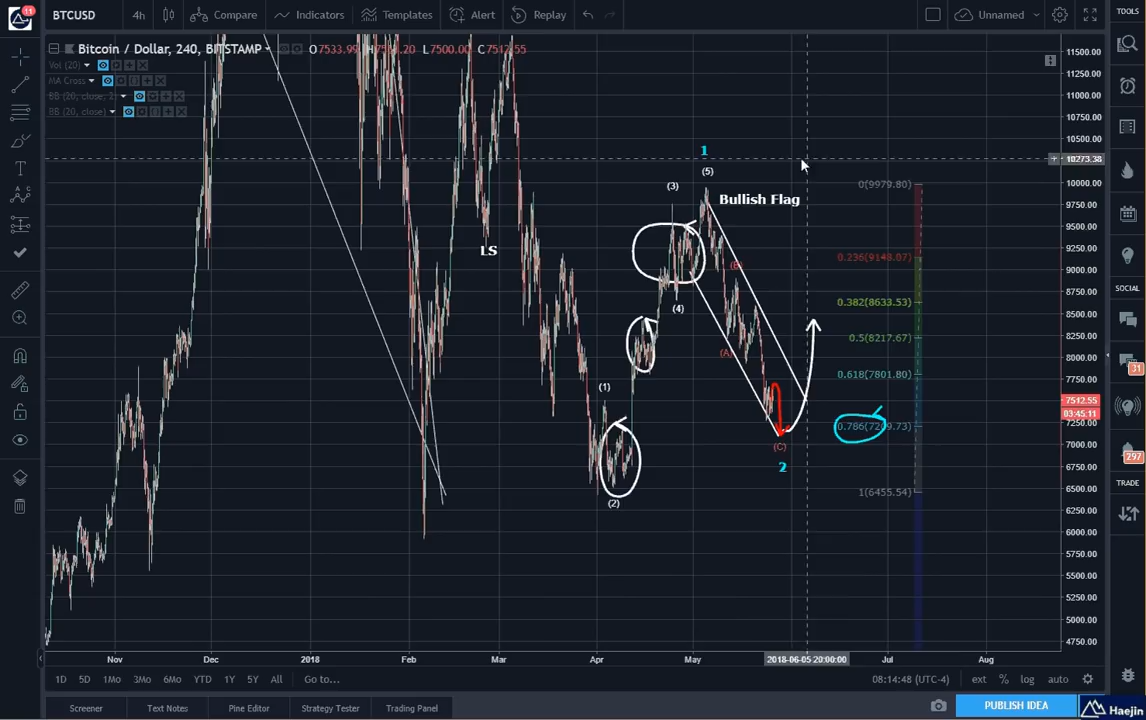 11
BTCUSD
4h
Compare
Indicators
Templates
Alert
Replay
Unnamed
TOOLS
Bitcoin / Dollar, 240, BITSTAMP
L7500.00
Vol (20)
MA Cross
BB (20, close, 2)
BB (20, close)
11500.00
11250.00
11000.00
10750.00
10500.00
10273.38
10000.00
9750.00
9500.00
9250.00
9000.00
8750.00
8500.00
8250.00
8000.00
7750.00
7512.55
03:45:11
7250.00
7000.00
6750.00
6500.00
6250.00
6000.00
5750.00
5500.00
5250.00
5000.00
4750.00
1
(5)
(3)
Bullish Flag
LS
(B)
(4)
(A)
(1)
(2)
(C)
2
0(9979.80)
0.236(9148.07)
0.382(8633.53)
0.5(8217.67)
0.618(7801.80)
1(6455.54)
SOCIAL
31
297
TRADE
Nov
Dec
2018
Feb
Mar
Apr
May
2018-06-05 20:00:00
Jul
Aug
1D
5D
1Mo
3Mo
6Mo
YTD
1Y
5Y
All
Go to...
08:14:48 (UTC-4)
ext
%
log
auto
Screener
Text Notes
Pine Editor
Strategy Tester
Trading Panel
PUBLISH IDEA
Haejin